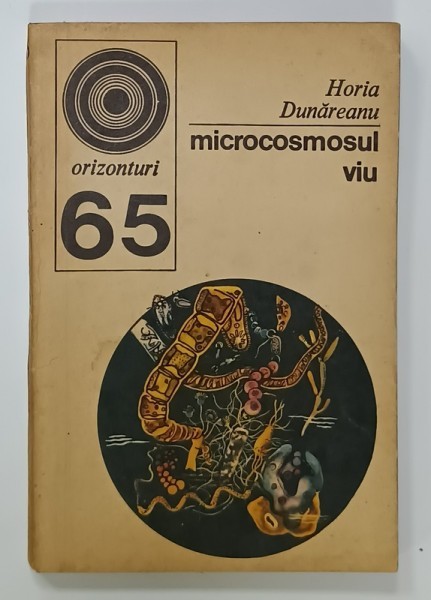 orizonturi
65
Horia
Dunăreanu
microcosmosul
viu